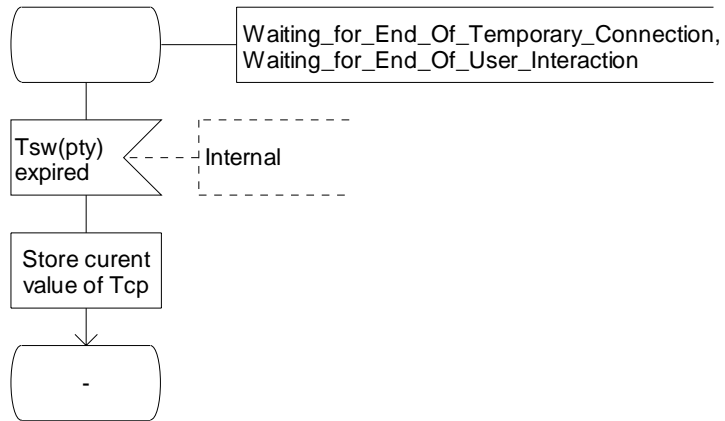 Waiting_for_End_Of_Temporary_Connection,
Waiting_for_End_Of_User_Interaction
Tsw(pty)
expired
Internal
Store curent
value of Tcp
-